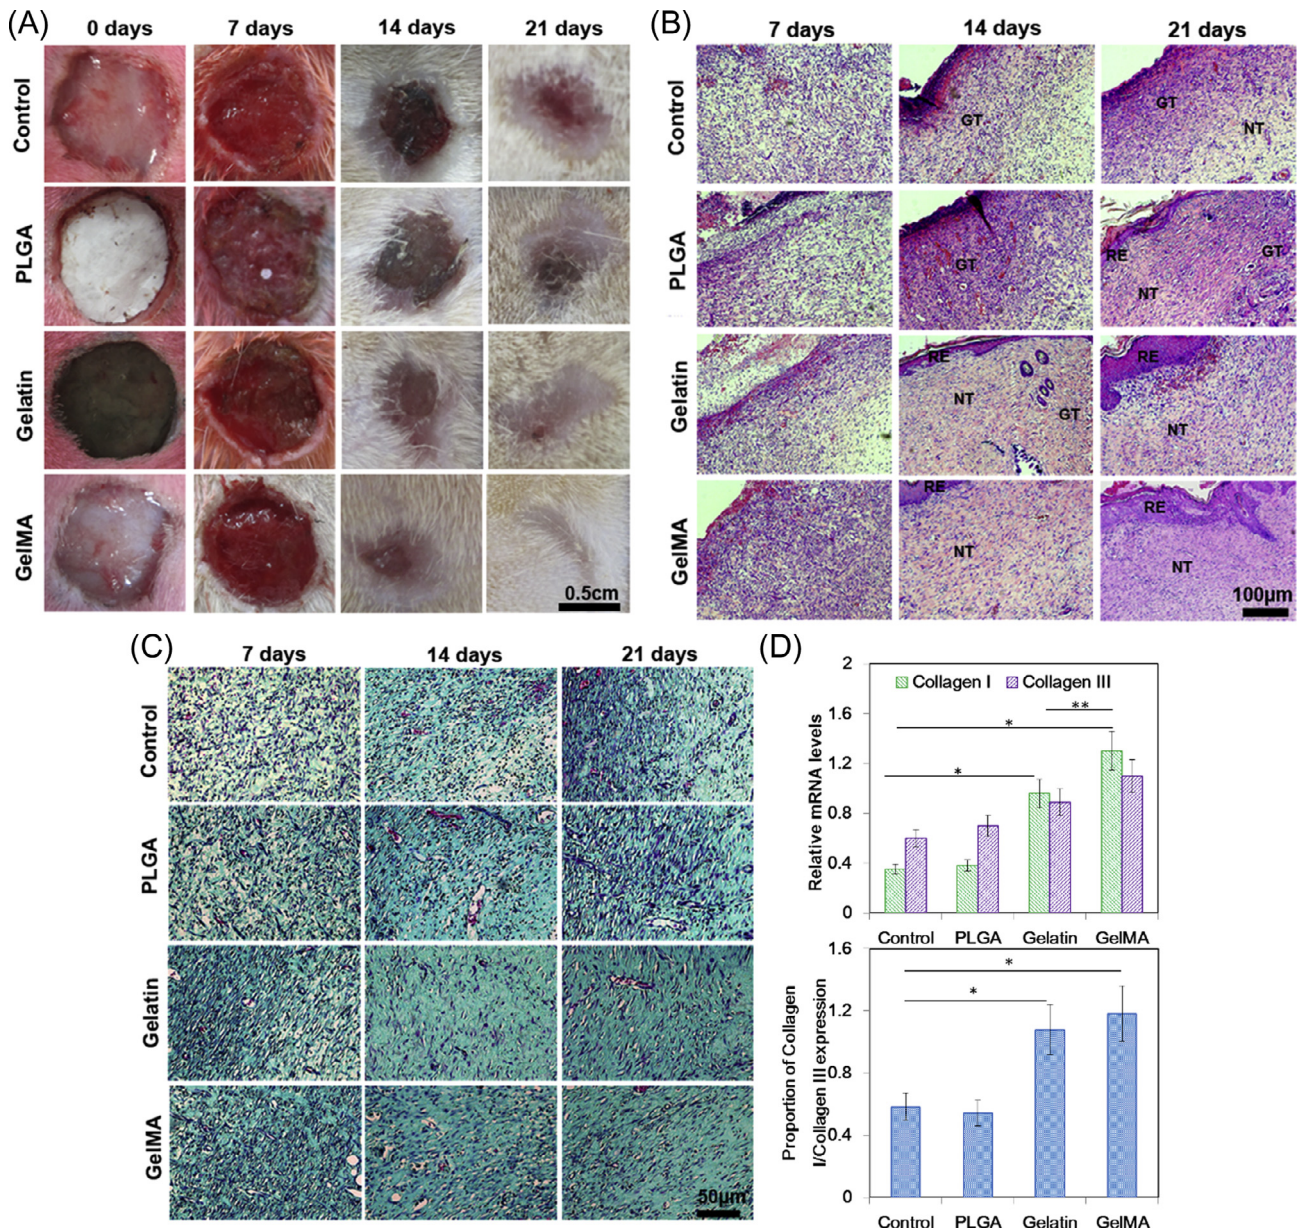 (A)
0 days 7 days 14 days 21 days
Control
PLGA
Gelatin
GelMA
0.5cm
(B)
7 days 14 days 21 days
Control
GT
GT
NT
PLGA
GT
RE
NT
GT
Gelatin
RE
NT
GT
RE
NT
GelMA
RE
NT
RE
NT
100μm
(C)
7 days 14 days 21 days
Control
PLGA
Gelatin
GelMA
50μm
(D)
Relative mRNA levels
2
1.6
1.2
0.8
0.4
0
Collagen I Collagen III
**
*
*
Control PLGA Gelatin GelMA
Proportion of Collagen
I/Collagen III expression
1.6
1.2
0.8
0.4
0
*
*
Control PLGA Gelatin GelMA